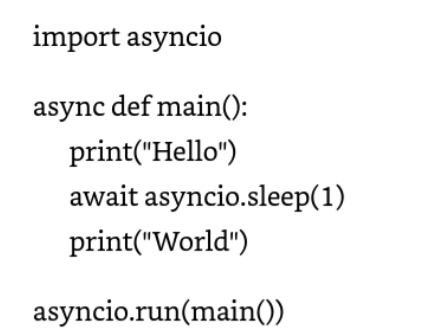 import asyncio
async def main():
print("Hello")
await asyncio.sleep(1)
print("World")
asyncio.run(main())